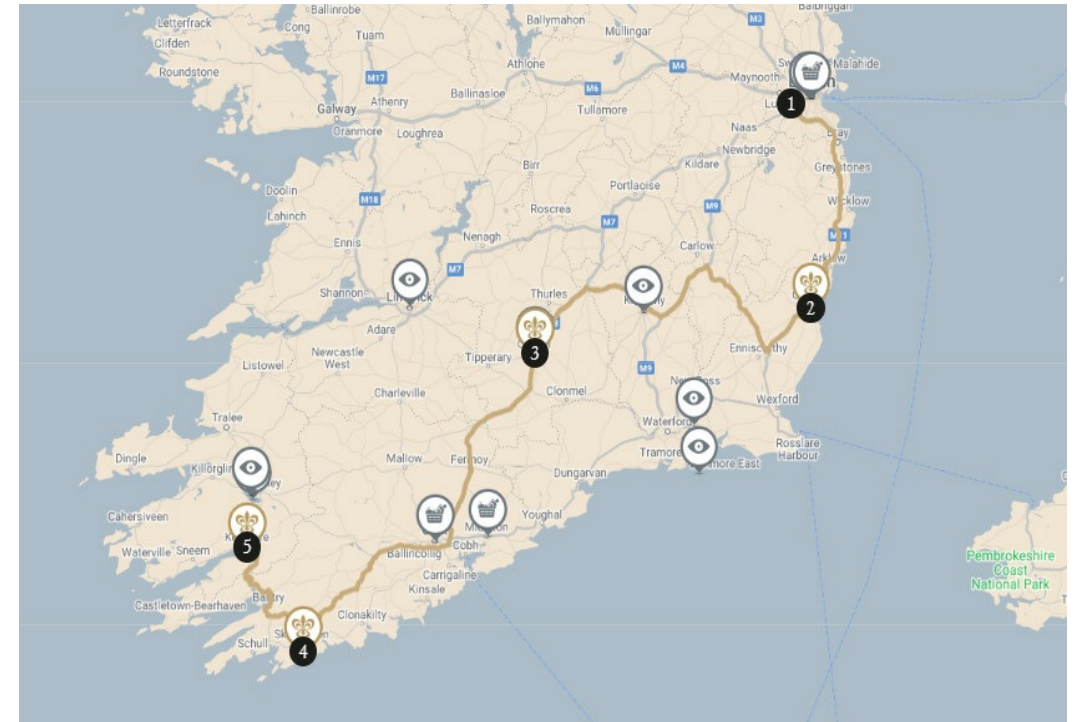 Ballinrobe
Balbriggan
Letterfrack
Cong
Ballymahon
M3
Tuam
Mullingar
Clifden
Athlone
Malahide
Roundstone
M4
Maynooth
M17
M6
Galway
Athenry
Ballinasloe
Tullamore
1
Oranmore
Loughrea
Naas
Bray
Newbridge
Kildare
Greystones
Birr
Portlaoise
Doolin
M18
Roscrea
M9
Wicklow
Lahinch
M7
M11
Ennis
Nenagh
Carlow
Arklow
M7
Shannon
Limerick
Thurles
2
Adare
3
Tipperary
Enniscorthy
Listowel
Newcastle
West
M9
Charleville
Clonmel
New Ross
Wexford
Tralee
Waterford
Rosslare
Harbour
Dingle
Mallow
Fermoy
Tramore
Killorglin
Dungarvan
Cahersiveen
Youghal
Waterville
Sneem
5
Ballincollig
Cobh
Pembrokeshire
Coast
National Park
Carrigaline
Kinsale
Castletown-Bearhaven
Bantry
Clonakilty
Schull
4